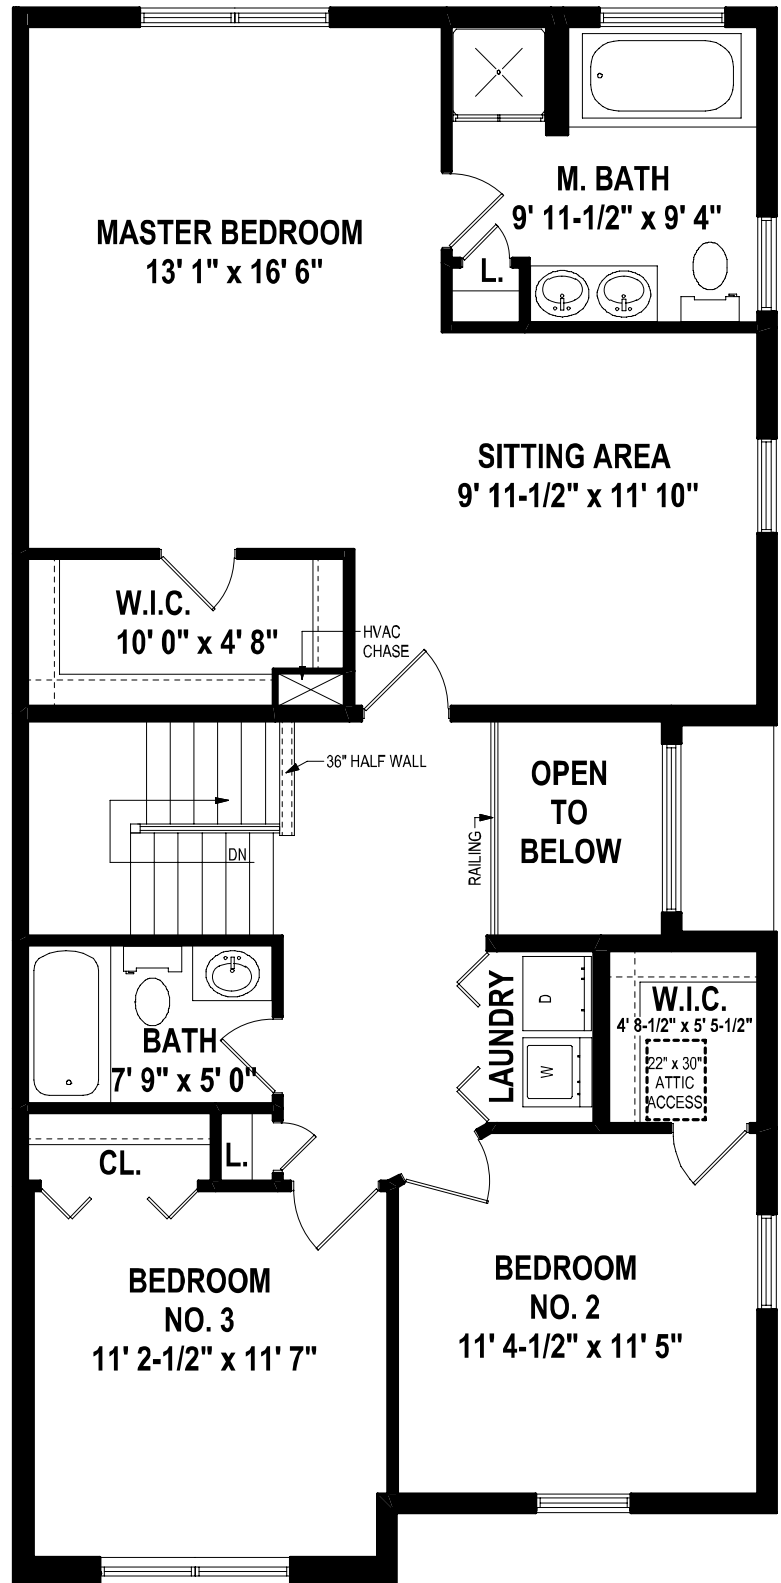 M. BATH
9' 11-1/2" x 9' 4"
MASTER BEDROOM
13' 1" x 16' 6"
L.
SITTING AREA
9' 11-1/2" x 11' 10"
W.I.C.
10' 0" x 4' 8"
HVAC
CHASE
36" HALF WALL
OPEN
TO
BELOW
RAILING
DN
LAUNDRY
D
W
W.I.C.
4' 8-1/2" x 5' 5-1/2"
22" x 30"
ATTIC
ACCESS
BATH
7' 9" x 5' 0"
CL.
L.
BEDROOM
NO. 2
11' 4-1/2" x 11' 5"
BEDROOM
NO. 3
11' 2-1/2" x 11' 7"